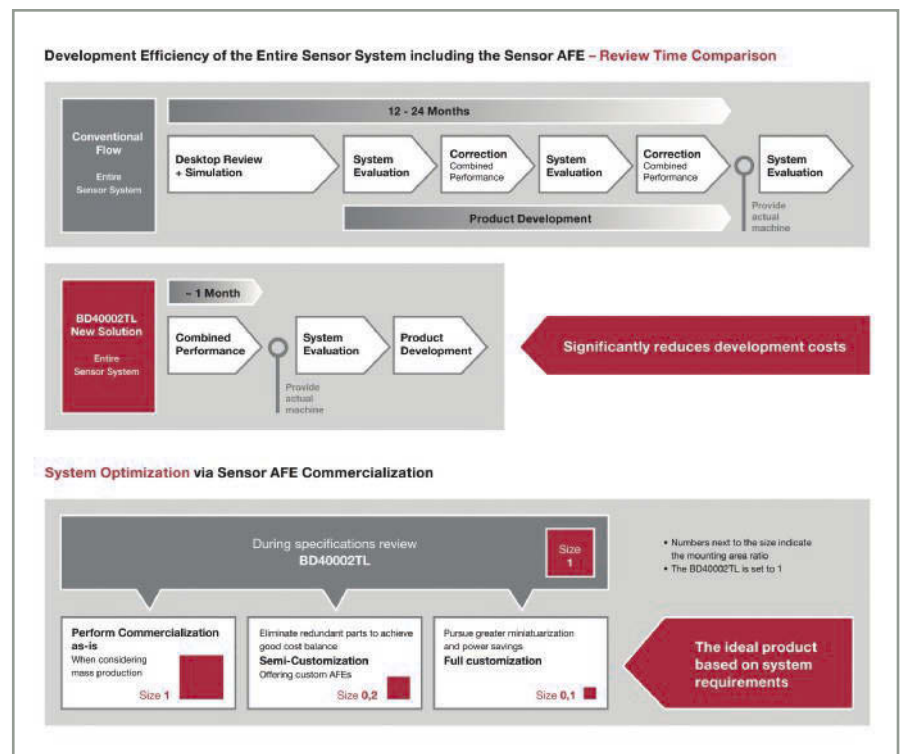 Development Efficiency of the Entire Sensor System including the Sensor AFE – Review Time Comparison
Conventional
Flow
Entire
Sensor System
12 - 24 Months
Desktop Review
+ Simulation
System
Evaluation
Correction
Combined
Performance
System
Evaluation
Correction
Combined
Performance
System
Evaluation
Product Development
Provide
actual
machine
BD40002TL
New Solution
Entire
Sensor System
~ 1 Month
Combined
Performance
System
Evaluation
Product
Development
Provide
actual
machine
Significantly reduces development costs
System Optimization via Sensor AFE Commercialization
During specifications review
BD40002TL
Size
1
• Numbers next to the size indicate
the mounting area ratio
• The BD40002TL is set to 1
Perform Commercialization
as-is
When considering
mass production
Size 1
Eliminate redundant parts to achieve
good cost balance
Semi-Customization
Offering custom AFEs
Size 0,2
Pursue greater miniatuarization
and power savings
Full customization
Size 0,1
The ideal product
based on system
requirements